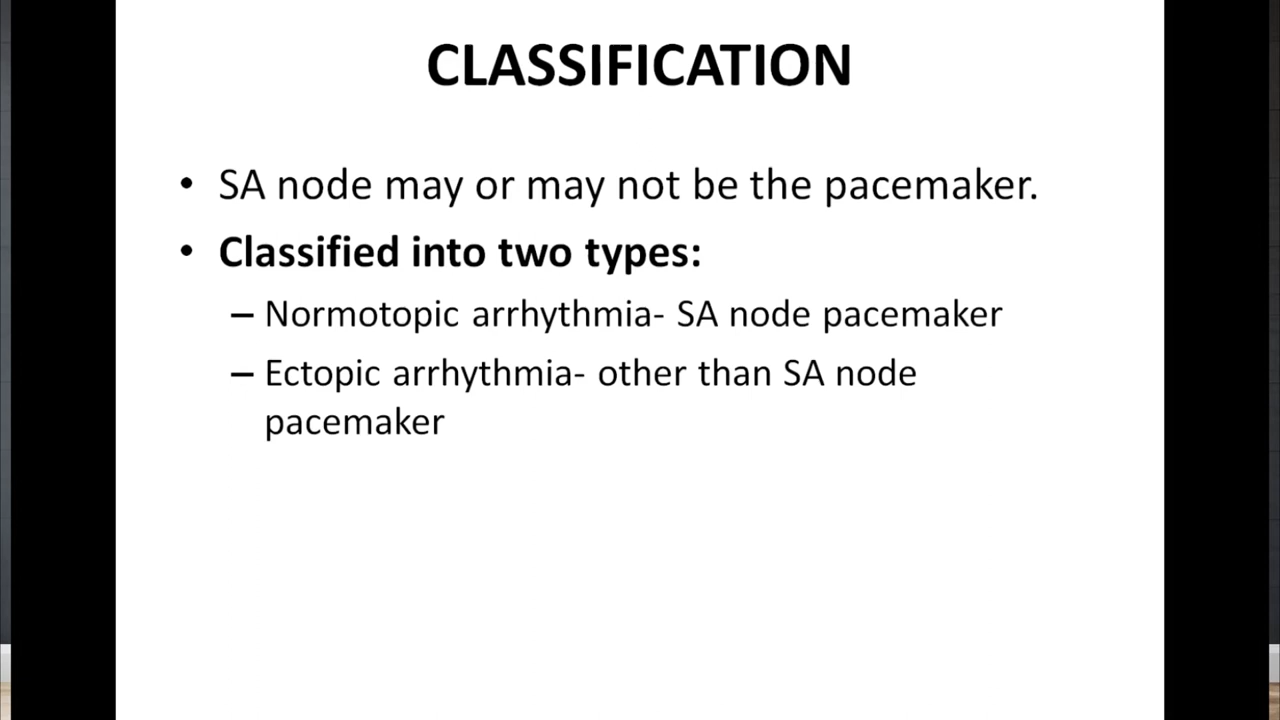 CLASSIFICATION
• SA node may or may not be the pacemaker.
• Classified into two types:
– Normotopic arrhythmia- SA node pacemaker
– Ectopic arrhythmia- other than SA node
pacemaker